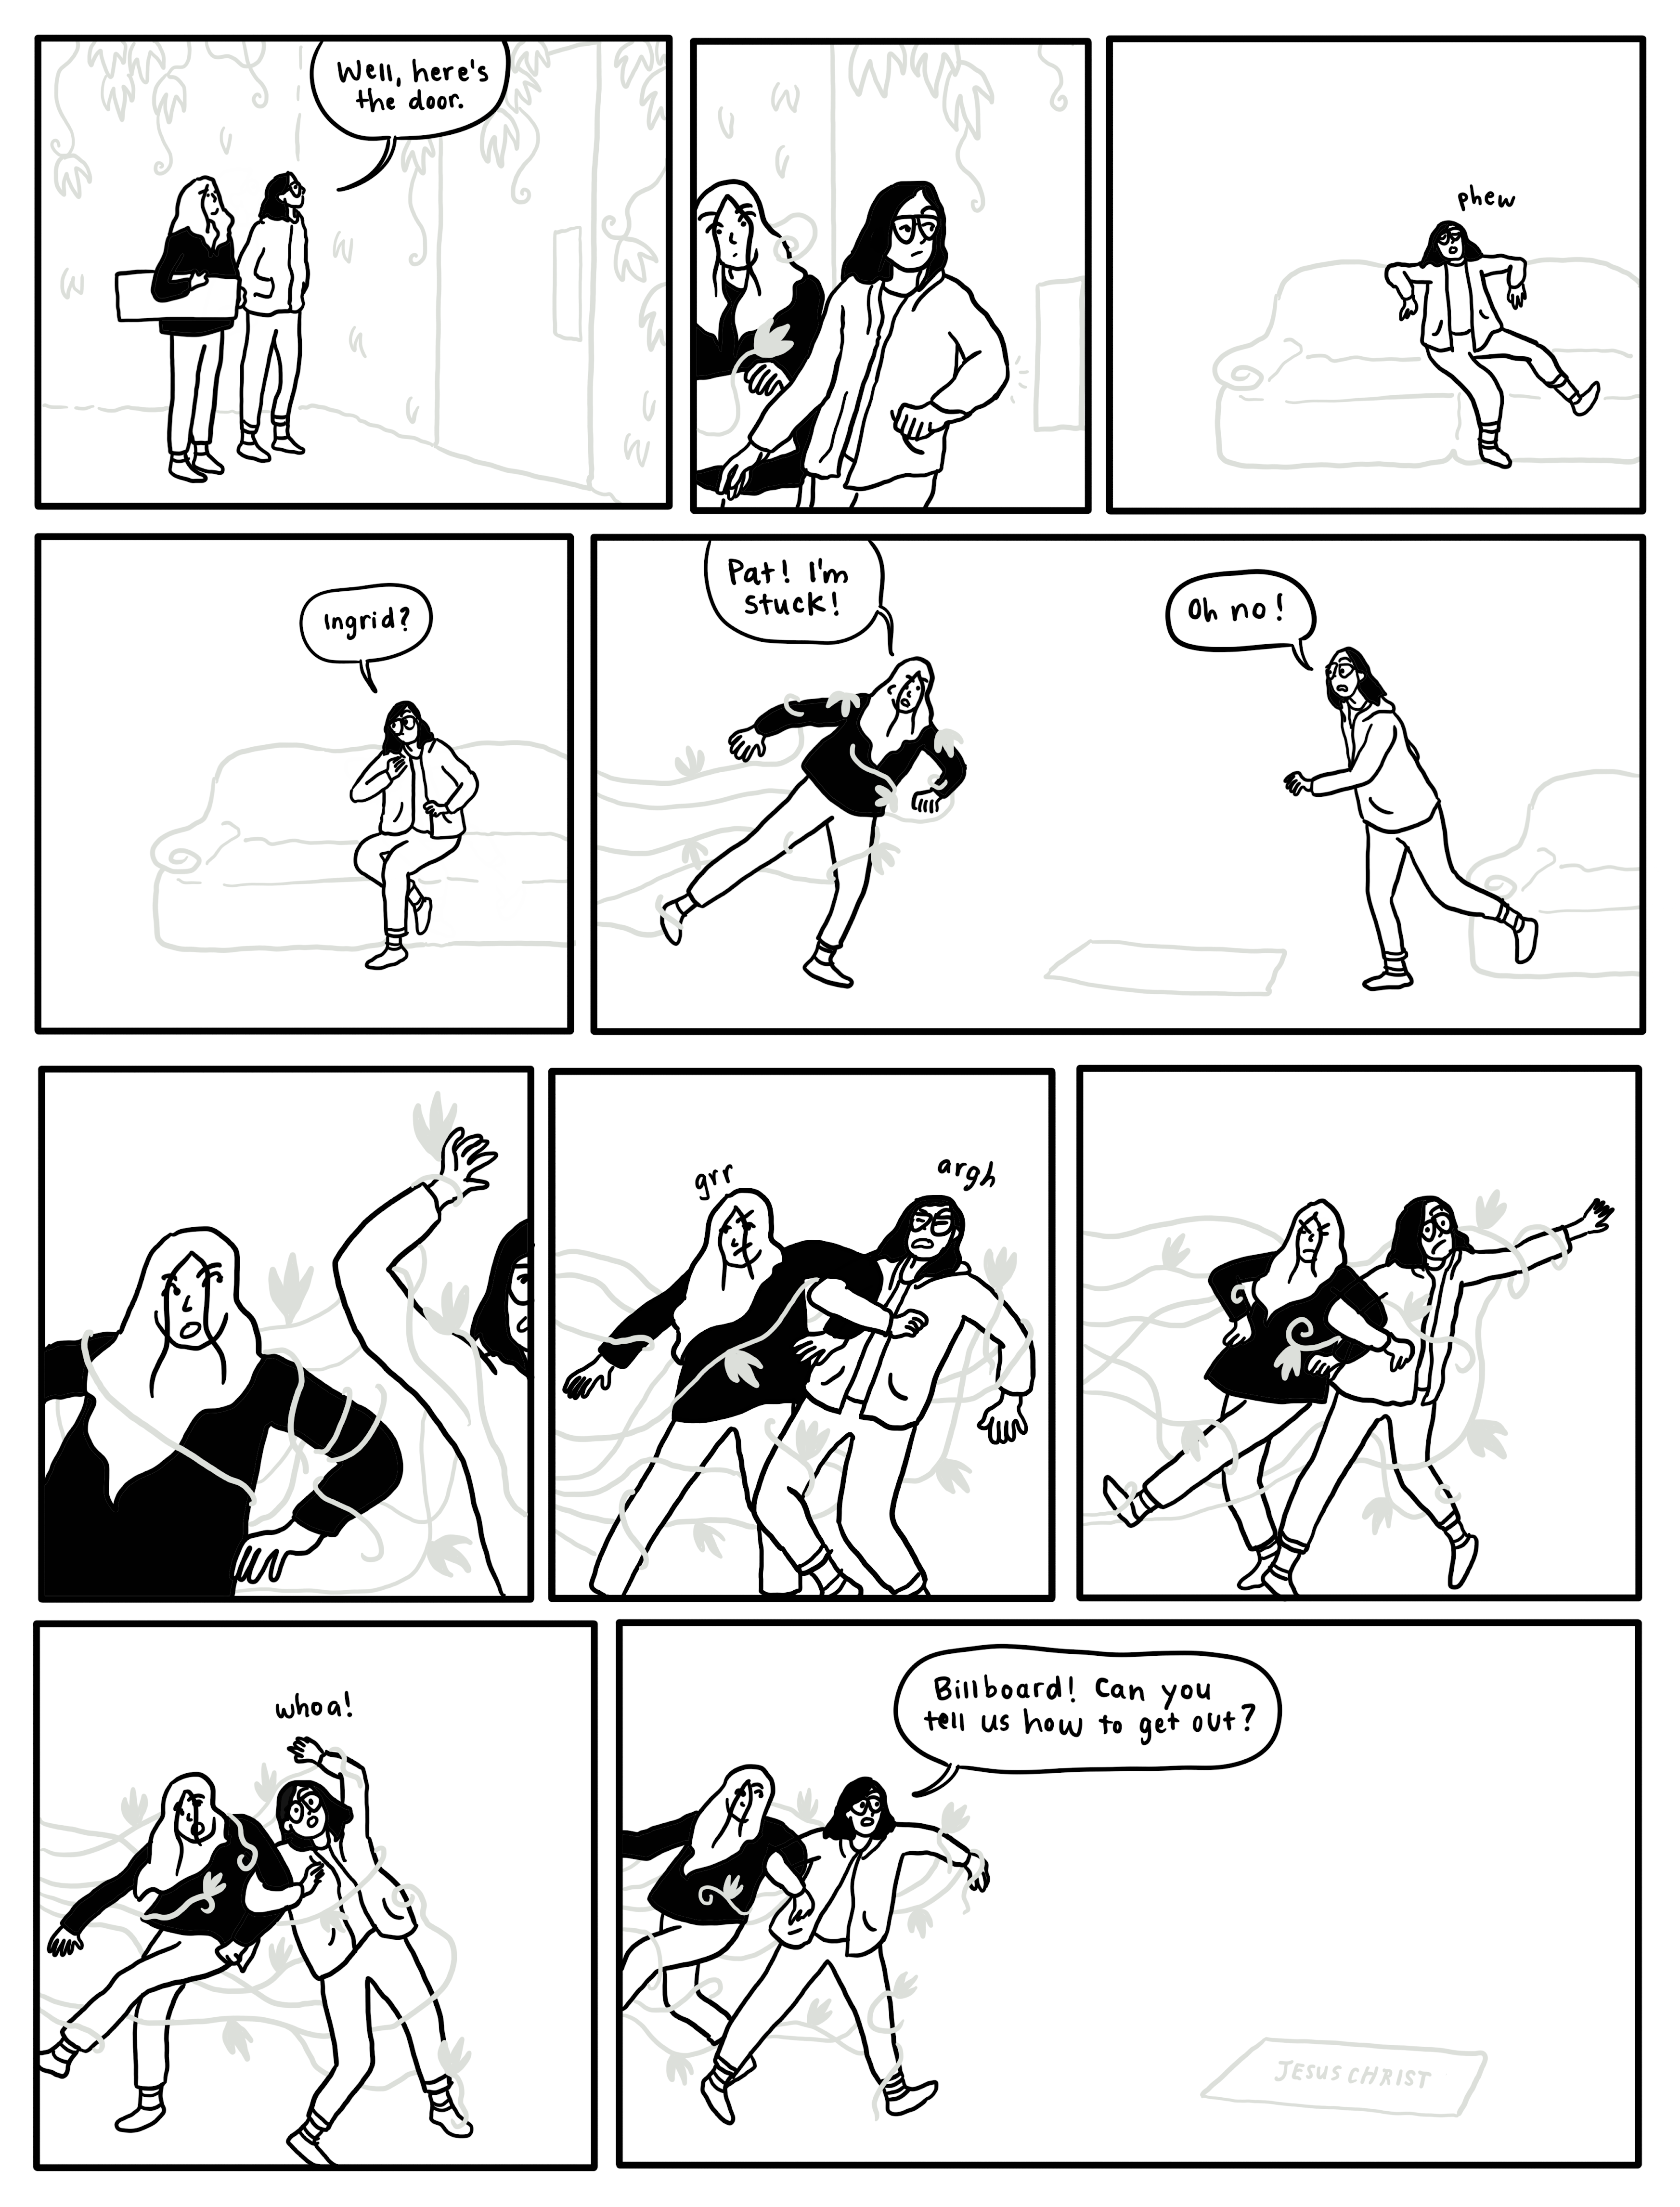 Well, here's
the door.
phew
Ingrid?
Pat! I'm
stuck!
Oh no!
grr
argh
whoa!
Billboard! Can you
tell us how to get out?
JESUS CHRIST